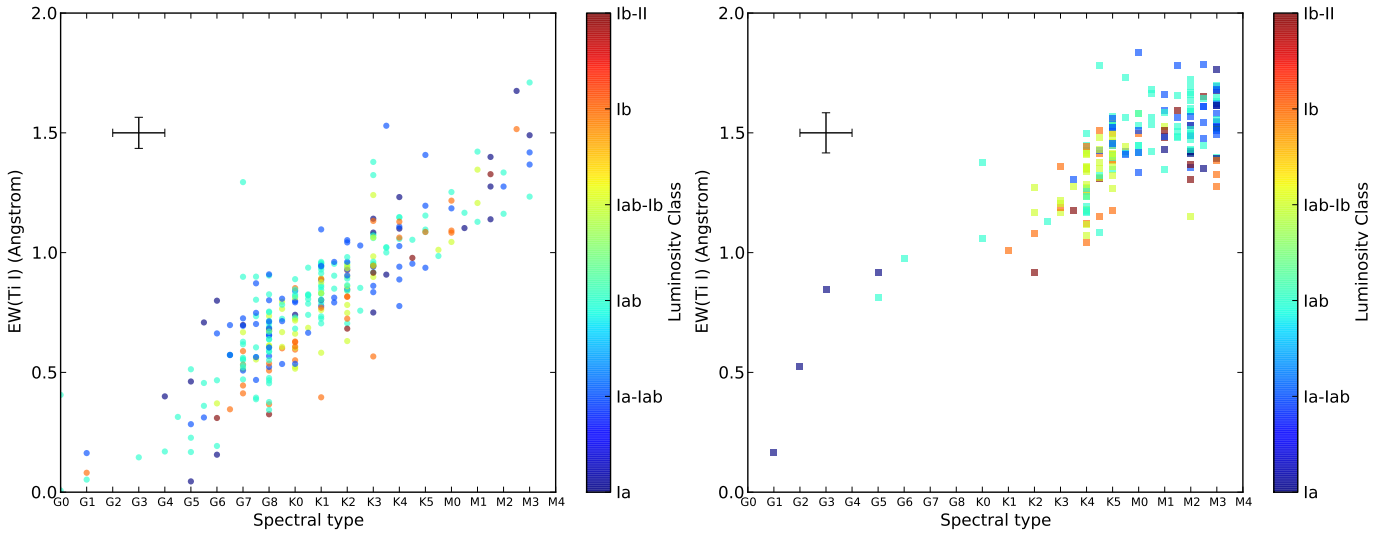 2.0
1.5
1.0
0.5
0.0
EW(Ti I) (Angstrom)
G0 G1 G2 G3 G4 G5 G6 G7 G8 K0 K1 K2 K3 K4 K5 M0 M1 M2 M3 M4
Spectral type
Ib-II
Ib
Iab-Ib
Iab
Ia-Iab
Ia
Luminosity Class
2.0
1.5
1.0
0.5
0.0
EW(Ti I) (Angstrom)
G0 G1 G2 G3 G4 G5 G6 G7 G8 K0 K1 K2 K3 K4 K5 M0 M1 M2 M3 M4
Spectral type
Ib-II
Ib
Iab-Ib
Iab
Ia-Iab
Ia
Luminosity Class